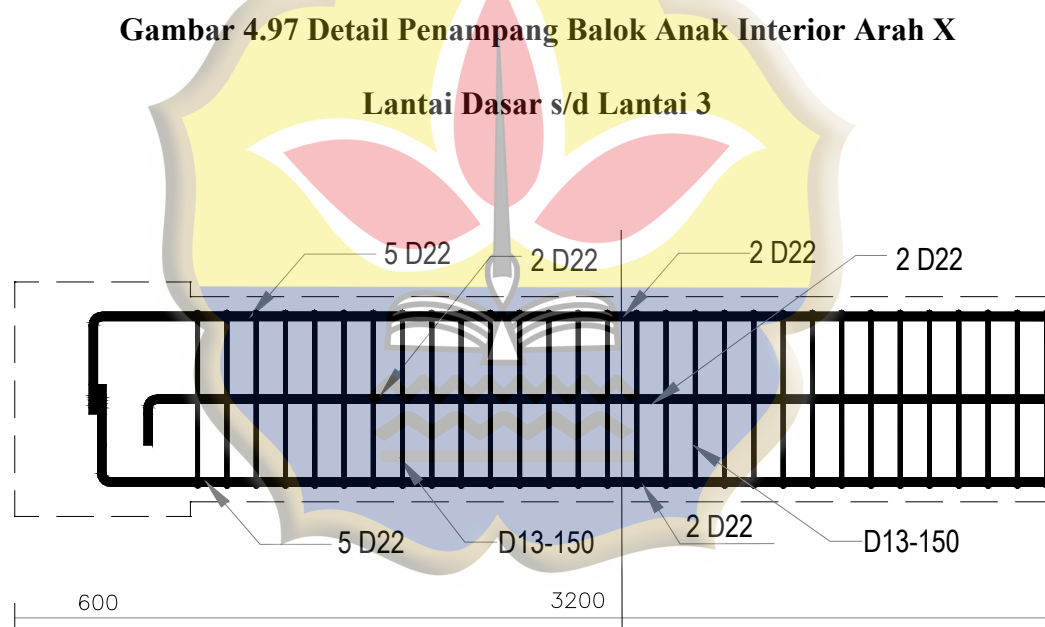 Gambar 4.97 Detail Penampang Balok Anak Interior Arah X
Lantai Dasar s/d Lantai 3
5 D22
2 D22
2 D22
2 D22
5 D22
D13-150
2 D22
D13-150
600
3200